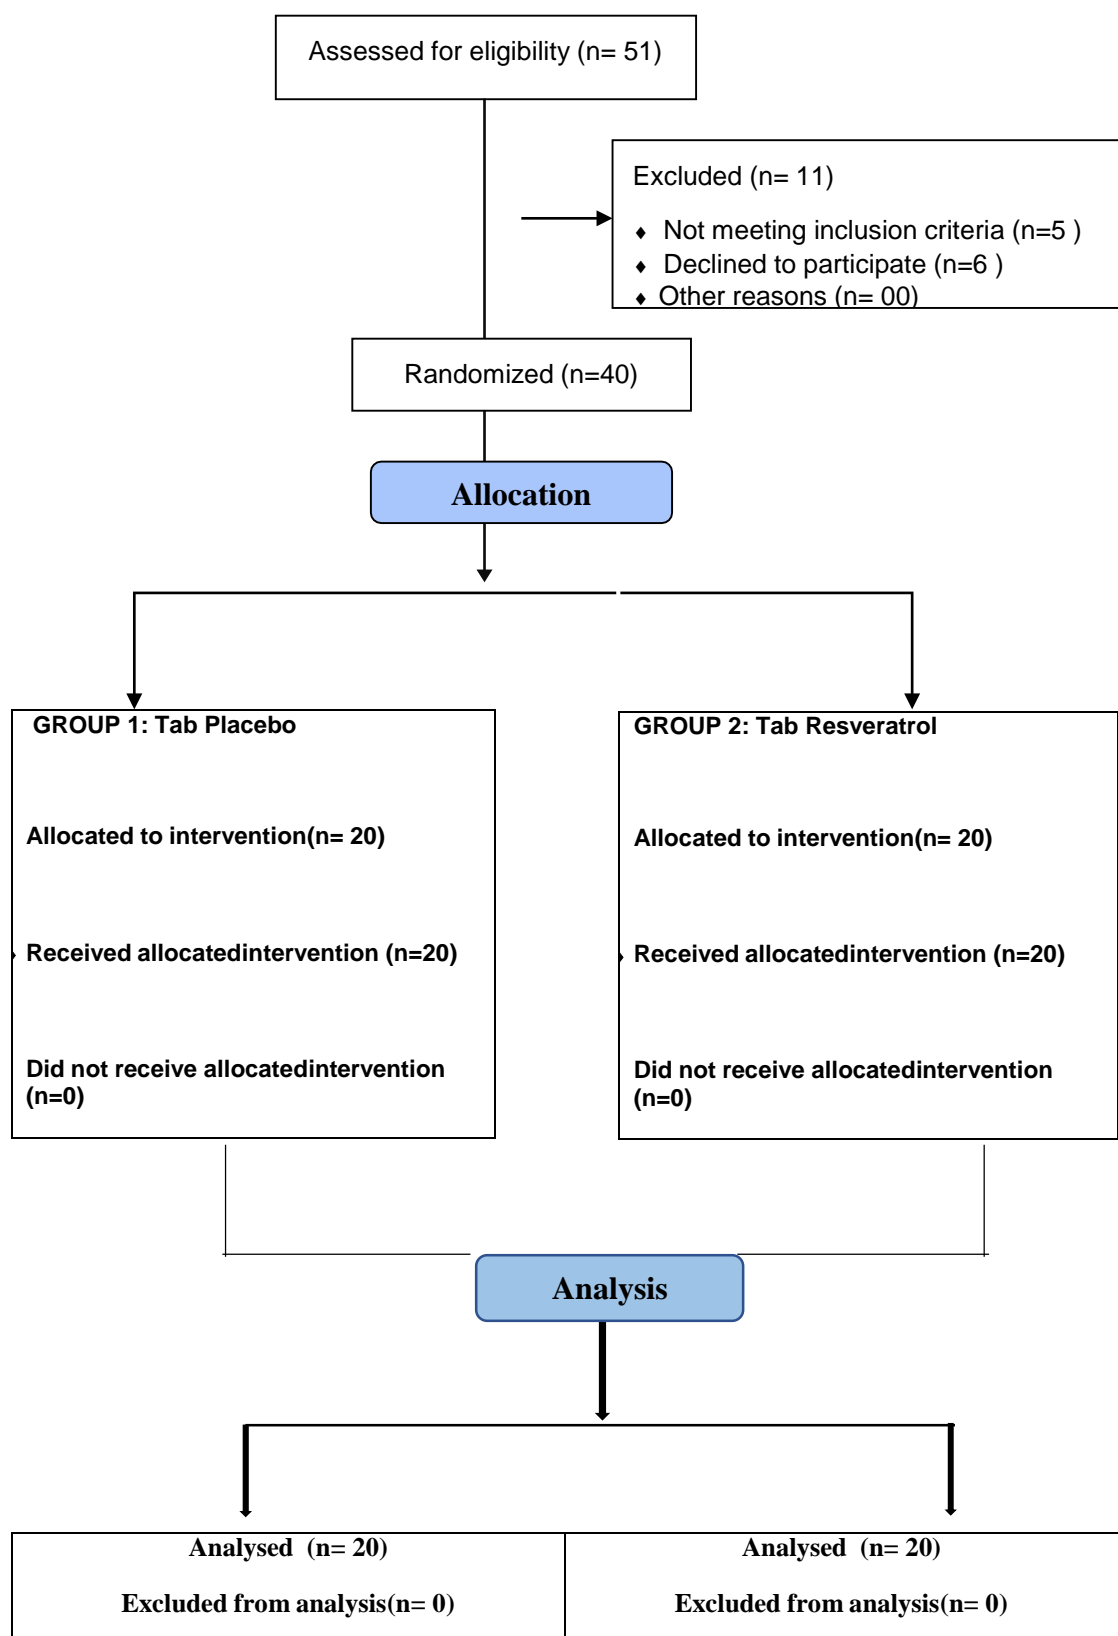 Assessed for eligibility (n= 51)
Excluded (n= 11)
♦ Not meeting inclusion criteria (n=5 )
♦ Declined to participate (n=6 )
♦ Other reasons (n= 00)
Randomized (n=40)
Allocation
GROUP 1: Tab Placebo
Allocated to intervention(n= 20)
♦ Received allocatedintervention (n=20)
Did not receive allocatedintervention
(n=0)
GROUP 2: Tab Resveratrol
Allocated to intervention(n= 20)
♦ Received allocatedintervention (n=20)
Did not receive allocatedintervention
(n=0)
Analysis
Analysed (n= 20)
Excluded from analysis(n= 0)
Analysed (n= 20)
Excluded from analysis(n= 0)